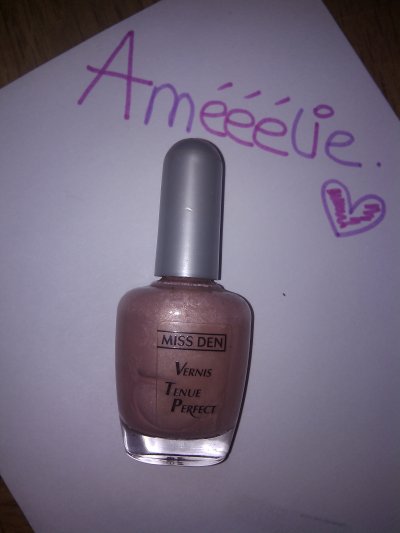 Amééélie.
MISS DEN
VERNIS
TENUE
PERFECT